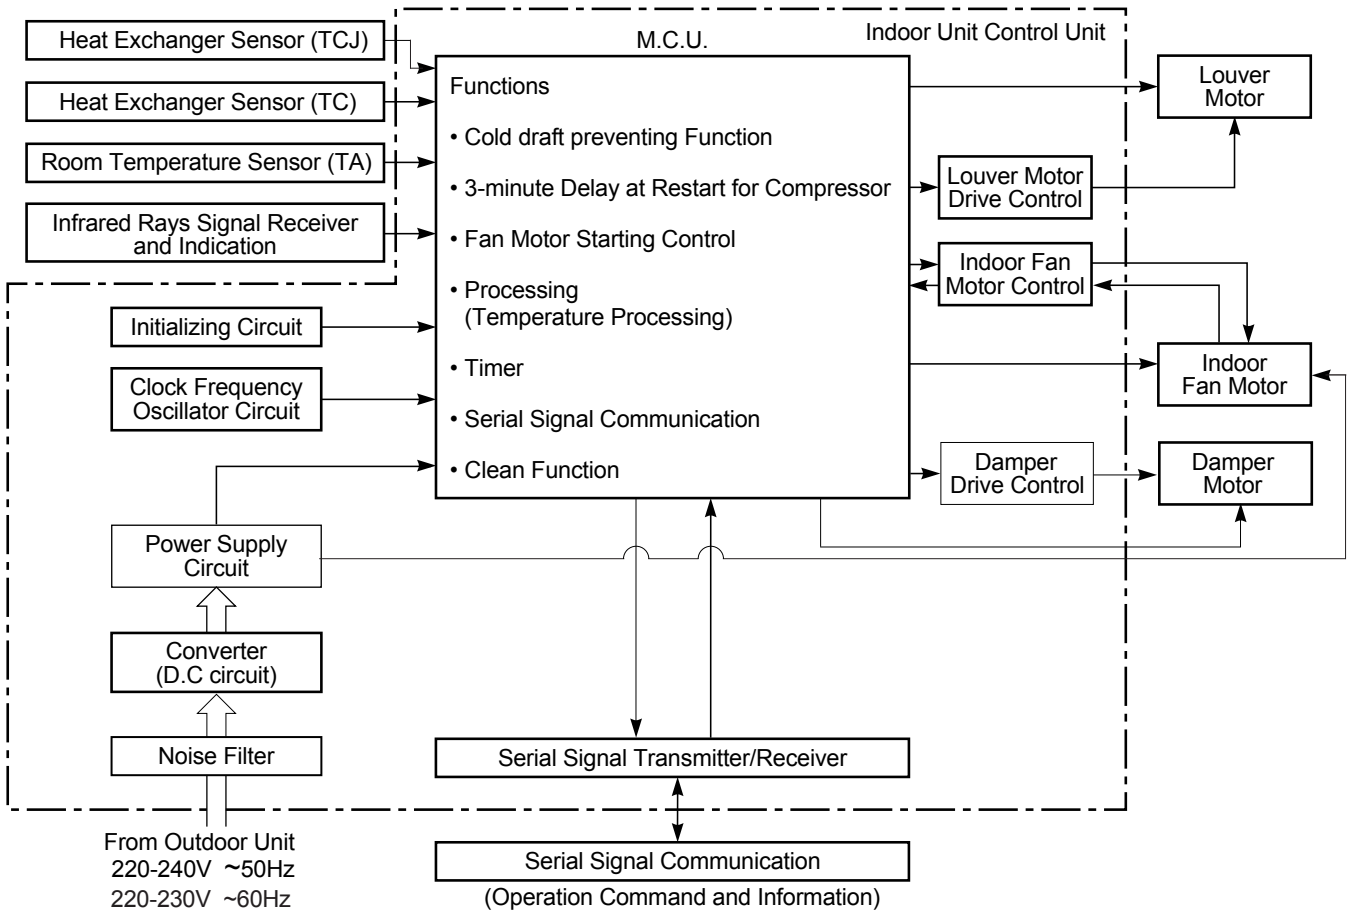 Indoor Unit Control Unit
Heat Exchanger Sensor (TCJ)
Heat Exchanger Sensor (TC)
Room Temperature Sensor (TA)
Infrared Rays Signal Receiver
and Indication
Initializing Circuit
Clock Frequency
Oscillator Circuit
Power Supply
Circuit
Converter
(D.C circuit)
Noise Filter
From Outdoor Unit
220-240V ~50Hz
220-230V ~60Hz
M.C.U.
Functions
• Cold draft preventing Function
• 3-minute Delay at Restart for Compressor
• Fan Motor Starting Control
• Processing
(Temperature Processing)
• Timer
• Serial Signal Communication
• Clean Function
Serial Signal Transmitter/Receiver
Serial Signal Communication
(Operation Command and Information)
Louver Motor
Drive Control
Indoor Fan
Motor Control
Damper
Drive Control
Louver
Motor
Indoor
Fan Motor
Damper
Motor